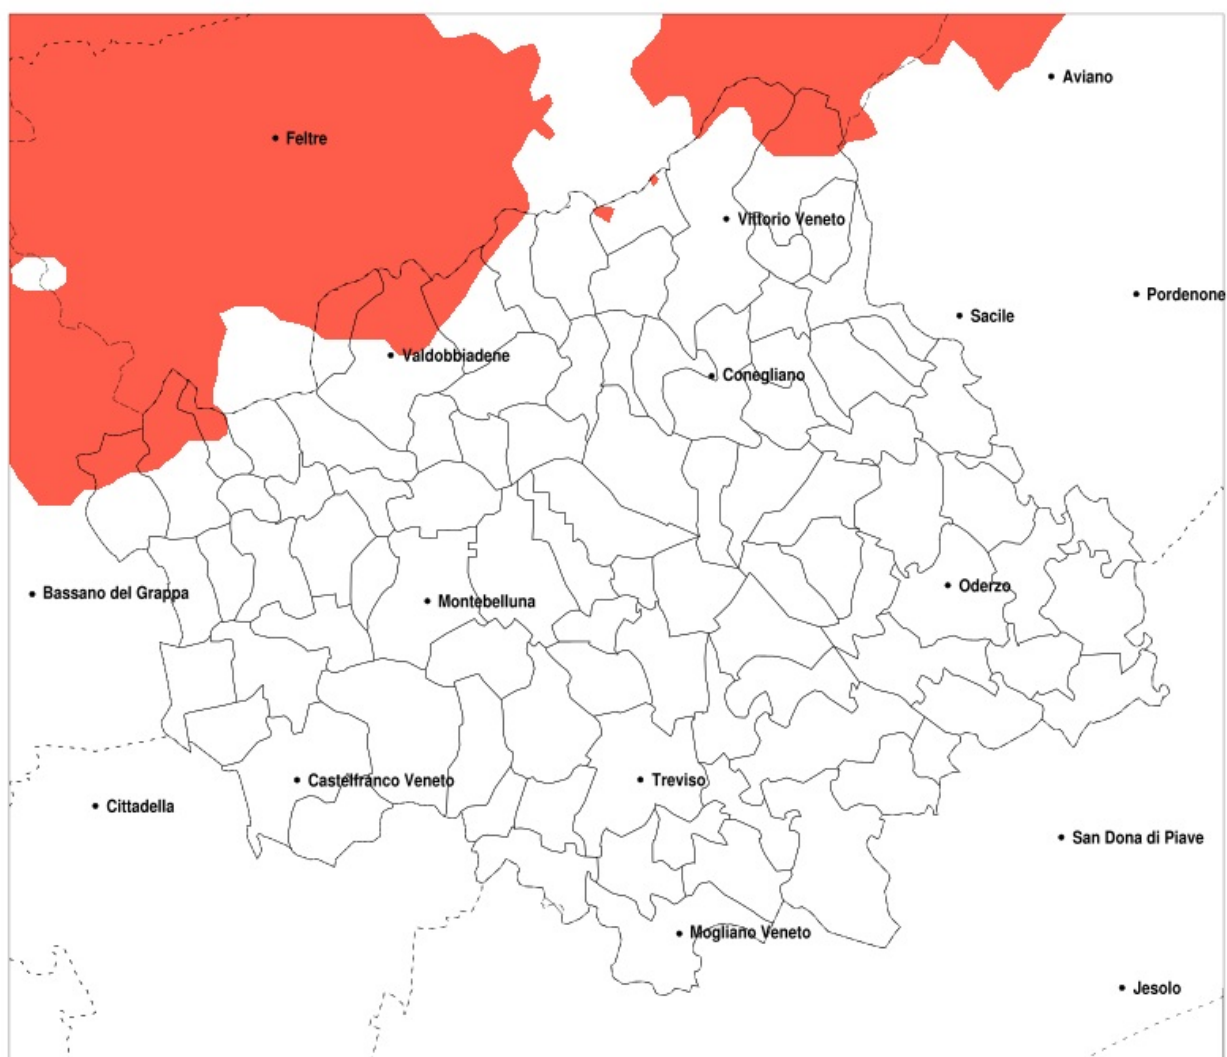 Aviano
Feltre
Vittorio Veneto
Pordenone
Sacile
Valdobbiadene
Conegliano
Bassano del Grappa
Oderzo
Montebelluna
Castelfranco Veneto
Treviso
Cittadella
San Dona di Piave
Mogliano Veneto
Jesolo